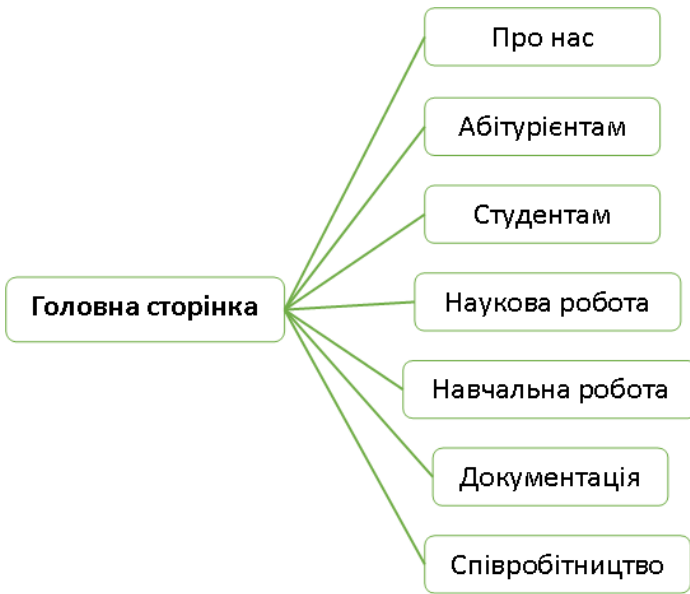 Про нас
Абітурієнтам
Студентам
Головна сторінка
Наукова робота
Навчальна робота
Документація
Співробітництво